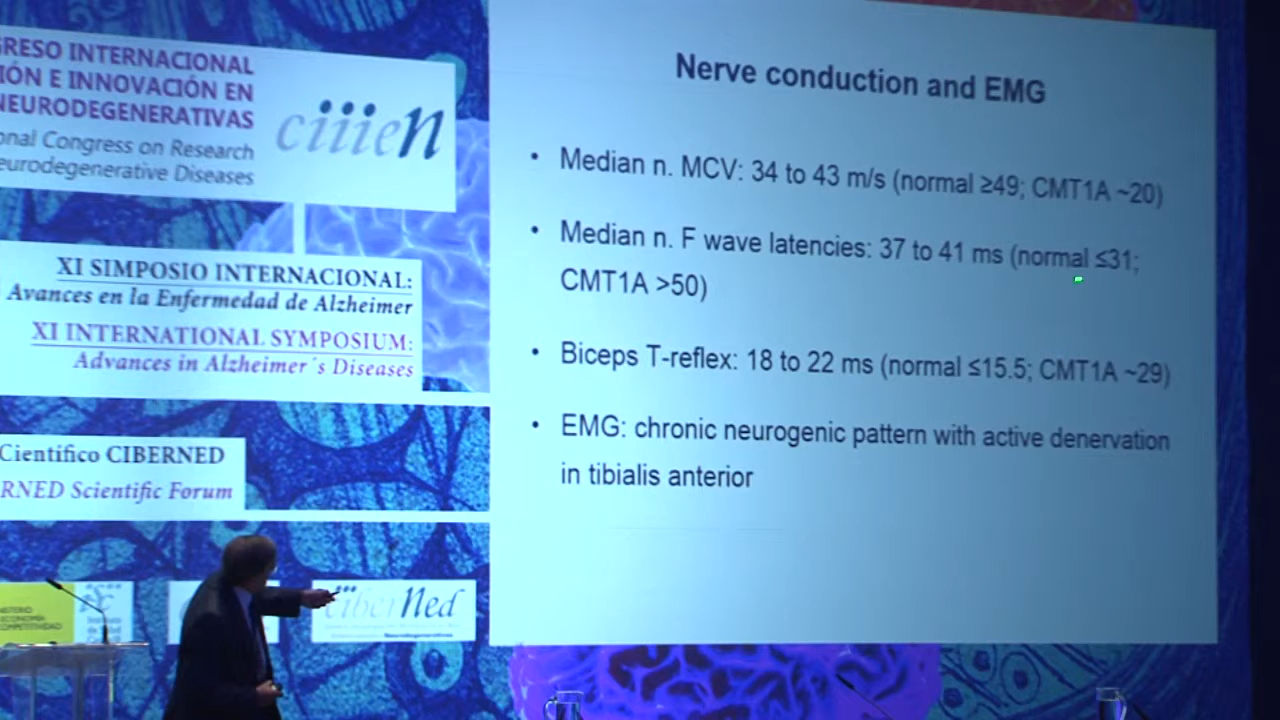 GRESO INTERNACIONAL
IÓN E INNOVACIÓN EN
NEURODEGENERATIVAS
onal Congress on Research
eurodegenerative Diseases
ciiieN
XI SIMPOSIO INTERNACIONAL:
Avances en la Enfermedad de Alzheimer
XI INTERNATIONAL SYMPOSIUM:
Advances in Alzheimer´s Diseases
Científico CIBERNED
RNED Scientific Forum
ciberNed
Nerve conduction and EMG
• Median n. MCV: 34 to 43 m/s (normal ≥49; CMT1A ~20)
• Median n. F wave latencies: 37 to 41 ms (normal ≤31;
CMT1A >50)
• Biceps T-reflex: 18 to 22 ms (normal ≤15.5; CMT1A ~29)
• EMG: chronic neurogenic pattern with active denervation
in tibialis anterior